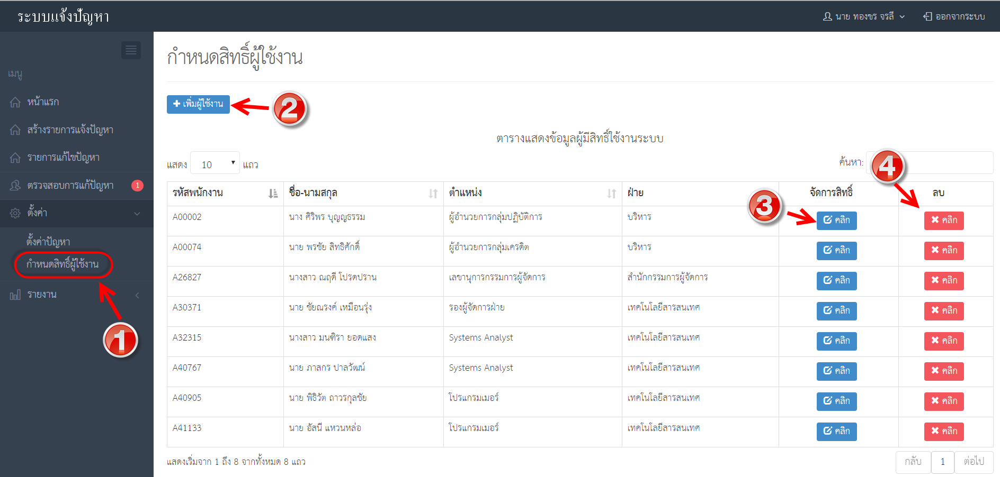 ระบบแจ้งปัญหา
นาย ทองขร จรลี
ออกจากระบบ
เมนู
หน้าแรก
สร้างรายการแจ้งปัญหา
รายการแก้ไขปัญหา
ตรวจสอบการแก้ปัญหา 1
ตั้งค่า
ตั้งค่าปัญหา
กำหนดสิทธิ์ผู้ใช้งาน
รายงาน
1
กำหนดสิทธิ์ผู้ใช้งาน
เพิ่มผู้ใช้งาน
2
ตารางแสดงข้อมูลผู้มีสิทธิ์ใช้งานระบบ
แสดง 10 แถว
ค้นหา:
4
3
รหัสพนักงาน ชื่อ-นามสกุล ตำแหน่ง ฝ่าย จัดการสิทธิ์ ลบ
A00002 นาง ศิริพร บุญญธรรม ผู้อำนวยการกลุ่มปฏิบัติการ บริหาร คลิก คลิก
A00074 นาย พรชัย สิทธิศักดิ์ ผู้อำนวยการกลุ่มเครดิต บริหาร คลิก คลิก
A26827 นางสาว ณฤดี โปรดปราน เลขานุการกรรมการผู้จัดการ สำนักกรรมการผู้จัดการ คลิก คลิก
A30371 นาย ชัยณรงค์ เหมือนรุ่ง รองผู้จัดการฝ่าย เทคโนโลยีสารสนเทศ คลิก คลิก
A32315 นางสาว มนฑิรา ยอดแสง Systems Analyst เทคโนโลยีสารสนเทศ คลิก คลิก
A40767 นาย ภาสกร ปาลวัฒน์ Systems Analyst เทคโนโลยีสารสนเทศ คลิก คลิก
A40905 นาย พิธิวัต ถาวรกุลชัย โปรแกรมเมอร์ เทคโนโลยีสารสนเทศ คลิก คลิก
A41133 นาย อัสนี แหวนหล่อ โปรแกรมเมอร์ เทคโนโลยีสารสนเทศ คลิก คลิก
แสดงเริ่มจาก 1 ถึง 8 จากทั้งหมด 8 แถว
กลับ 1 ต่อไป